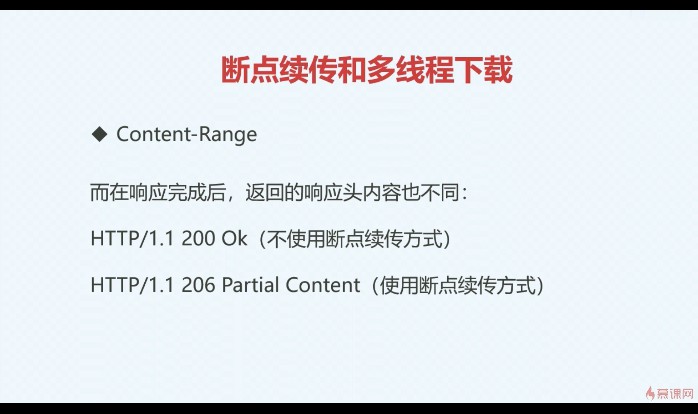 断点续传和多线程下载
◆ Content-Range
而在响应完成后，返回的响应头内容也不同：
HTTP/1.1 200 Ok（不使用断点续传方式）
HTTP/1.1 206 Partial Content（使用断点续传方式）
慕课网